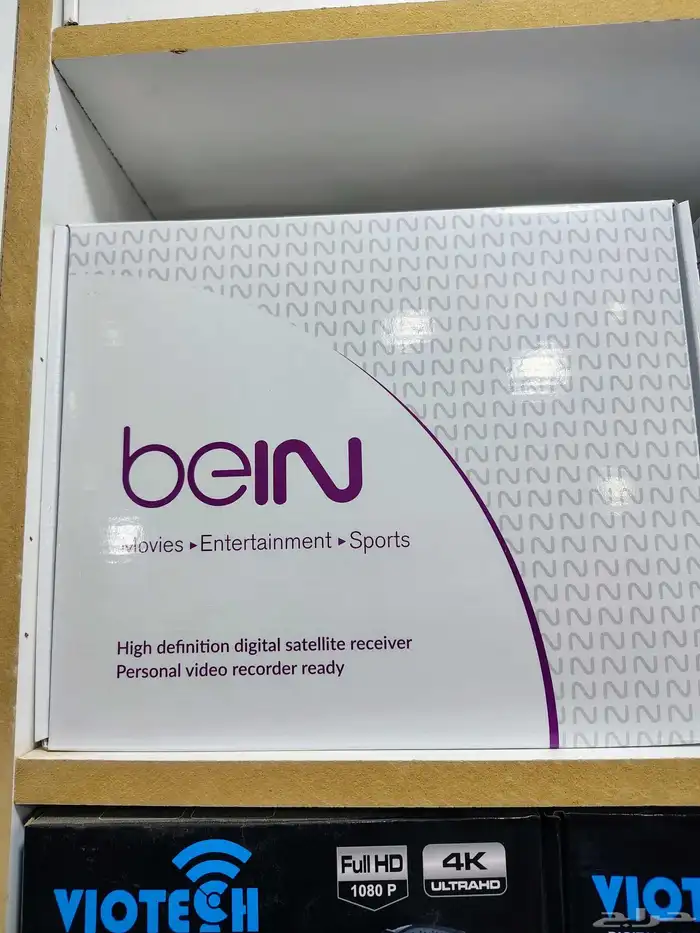 beIN
Movies ▸ Entertainment ▸ Sports
High definition digital satellite receiver
Personal video recorder ready
VIOTECH
Full HD
1080 P
4K
ULTRAHD
VIOT
حراج